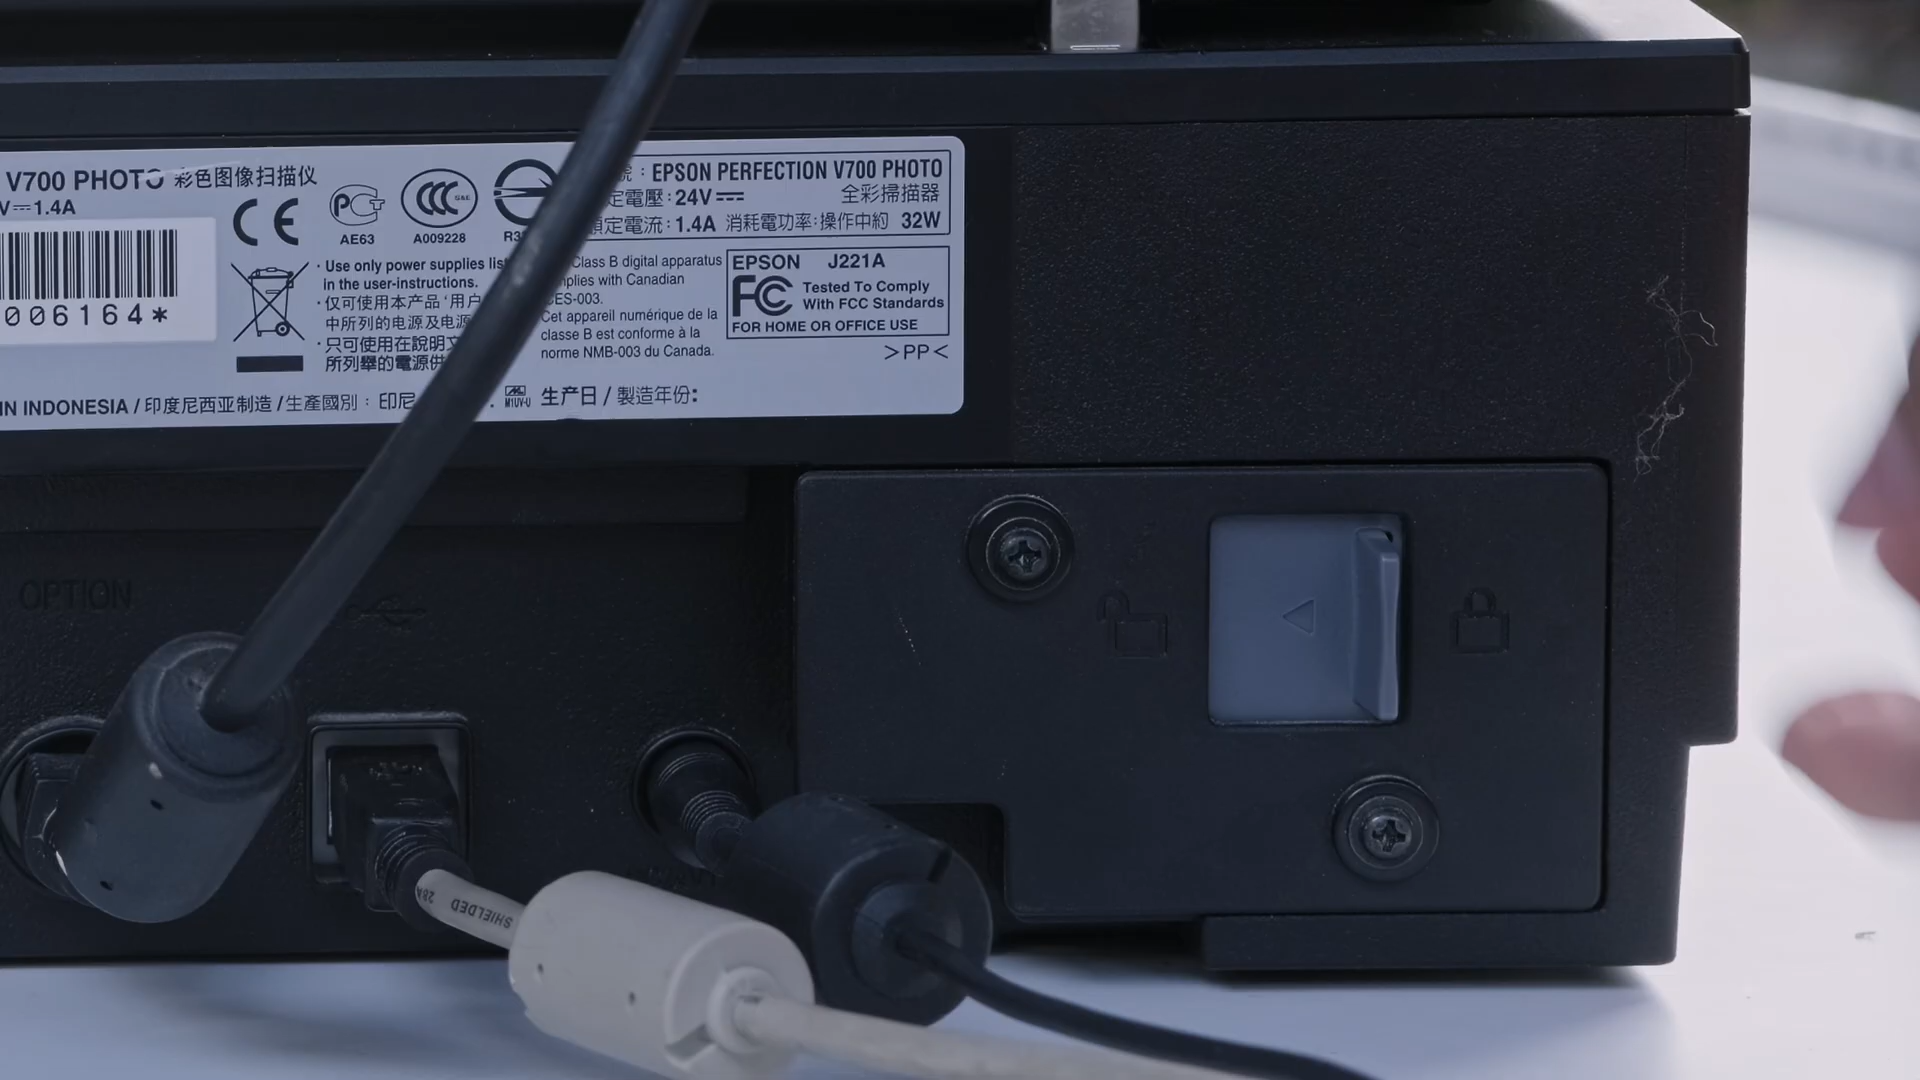 V700 PHOTO 彩色图像扫描仪
V⎓1.4A
006164*
CE
AE63
CCC
A009228
Use only power supplies
in the user-instructions.
· 仅可使用本产品
中所列的电源及电源
· 只可使用在說明
所列舉的電源供
IN INDONESIA / 印度尼西亚制造 / 生產國別：印尼
: EPSON PERFECTION V700 PHOTO
定電壓：24V⎓ 全彩掃描器
額定電流：1.4A 消耗電功率：操作中約 32W
Class B digital apparatus
with Canadian
Cet appareil numérique de la
classe B est conforme à la
norme NMB-003 du Canada.
EPSON J221A
FC Tested To Comply
With FCC Standards
FOR HOME OR OFFICE USE
>PP<
生产日 / 製造年份:
OPTION
SHIELDED 28A